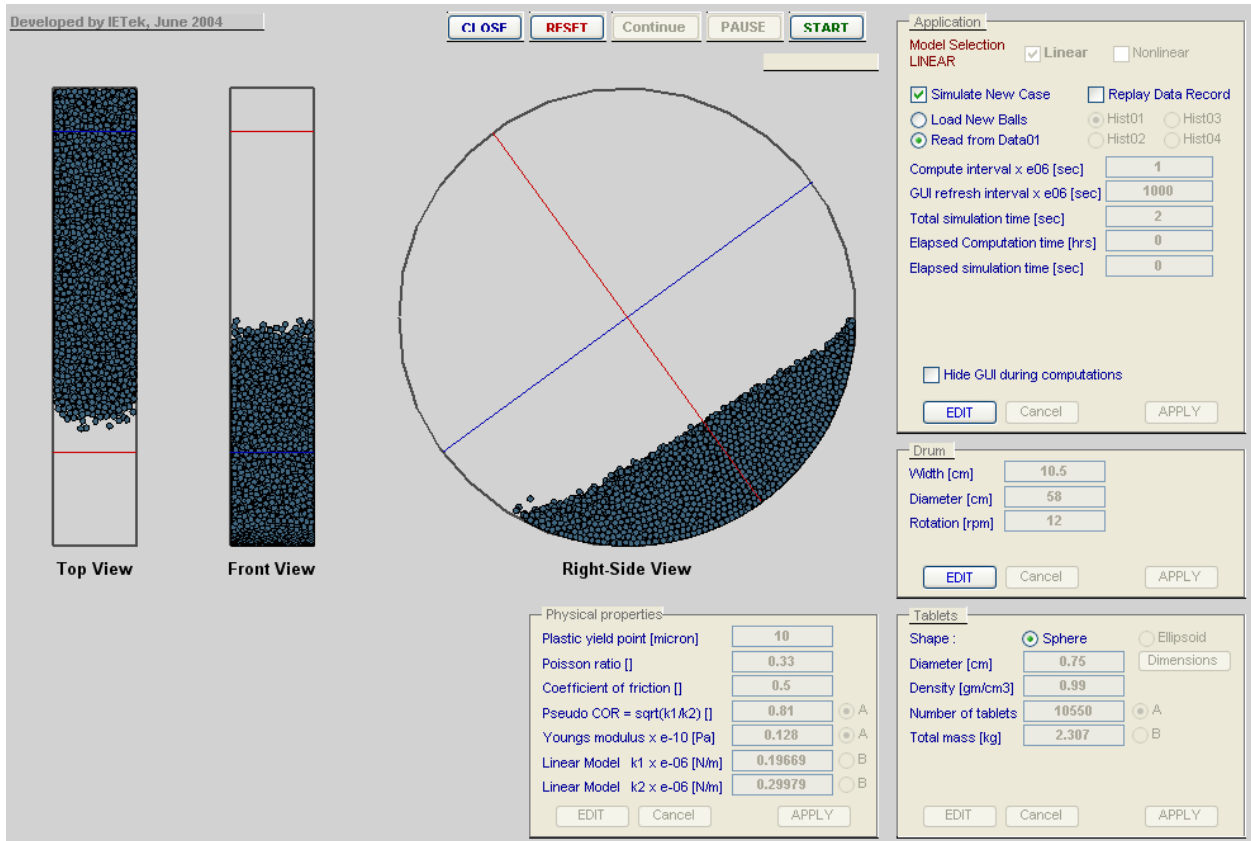 Developed by IETek, June 2004
CLOSE RESET Continue PAUSE START
Top View
Front View
Right-Side View
Application
Model Selection
LINEAR
Linear Nonlinear
Simulate New Case Replay Data Record
Load New Balls Hist01 Hist03
Read from Data01 Hist02 Hist04
Compute interval x e06 [sec] 1
GUI refresh interval x e06 [sec] 1000
Total simulation time [sec] 2
Elapsed Computation time [hrs] 0
Elapsed simulation time [sec] 0
Hide GUI during computations
EDIT Cancel APPLY
Drum
Width [cm] 10.5
Diameter [cm] 58
Rotation [rpm] 12
EDIT Cancel APPLY
Physical properties
Plastic yield point [micron] 10
Poisson ratio [] 0.33
Coefficient of friction [] 0.5
Pseudo COR = sqrt(k1/k2) [] 0.81 A
Youngs modulus x e-10 [Pa] 0.128 A
Linear Model k1 x e-06 [N/m] 0.19669 B
Linear Model k2 x e-06 [N/m] 0.29979 B
EDIT Cancel APPLY
Tablets
Shape : Sphere Ellipsoid
Diameter [cm] 0.75 Dimensions
Density [gm/cm3] 0.99
Number of tablets 10550 A
Total mass [kg] 2.307 B
EDIT Cancel APPLY